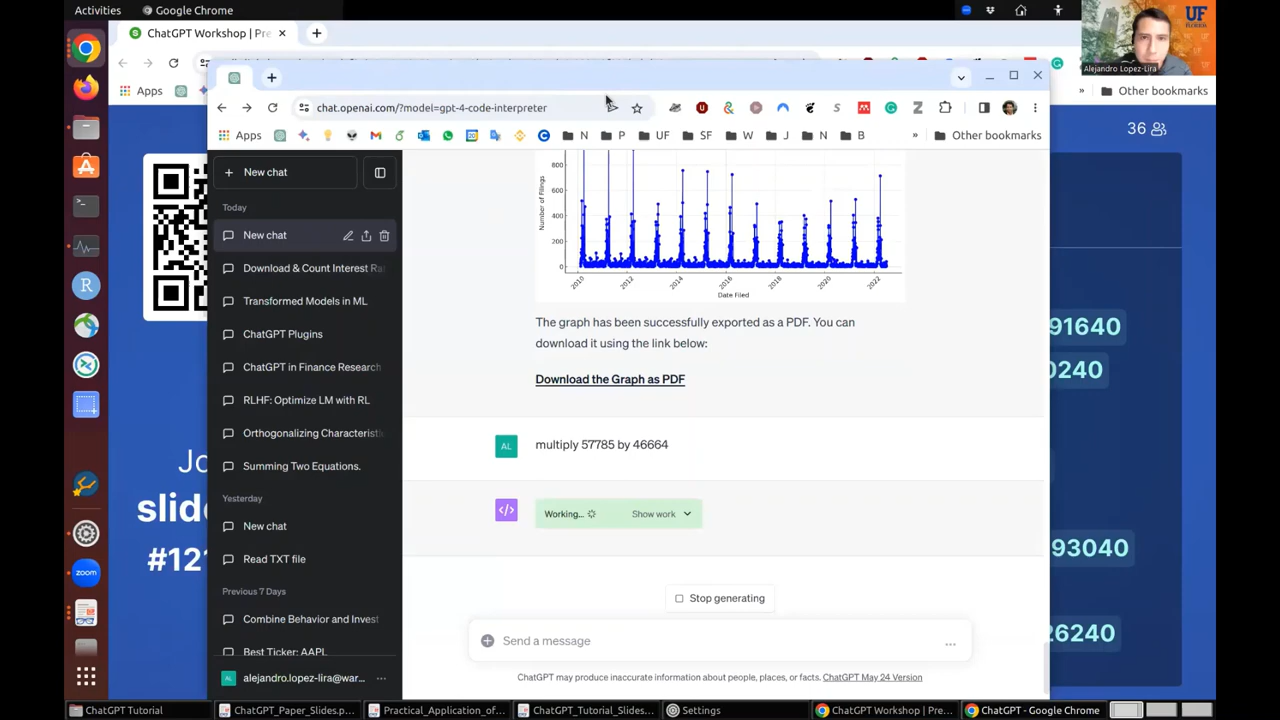 Activities Google Chrome
ChatGPT Workshop | Pre
Apps
Other bookmarks
UF
Alejandro Lopez-Lira
chat.openai.com/?model=gpt-4-code-interpreter
Apps N P UF SF W J N B » Other bookmarks
36
New chat
Today
New chat
Download & Count Interest Ra
Transformed Models in ML
ChatGPT Plugins
ChatGPT in Finance Research
RLHF: Optimize LM with RL
Orthogonalizing Characteristic
Summing Two Equations.
Yesterday
New chat
Read TXT file
Previous 7 Days
Combine Behavior and Invest
Best Ticker: AAPL
AL alejandro.lopez-lira@war... ...
Number of Filings
800
600
400
200
0
2010 2012 2014 2016 2018 2020 2022
Date Filed
The graph has been successfully exported as a PDF. You can
download it using the link below:
Download the Graph as PDF
AL multiply 57785 by 46664
Working... Show work
Stop generating
Send a message
ChatGPT may produce inaccurate information about people, places, or facts. ChatGPT May 24 Version
Jo
slid
#12
91640
0240
93040
26240
zoom
ChatGPT Tutorial ChatGPT_Paper_Slides.p... Practical_Application_of... ChatGPT_Tutorial_Slides... Settings ChatGPT Workshop | Pre... ChatGPT - Google Chrome